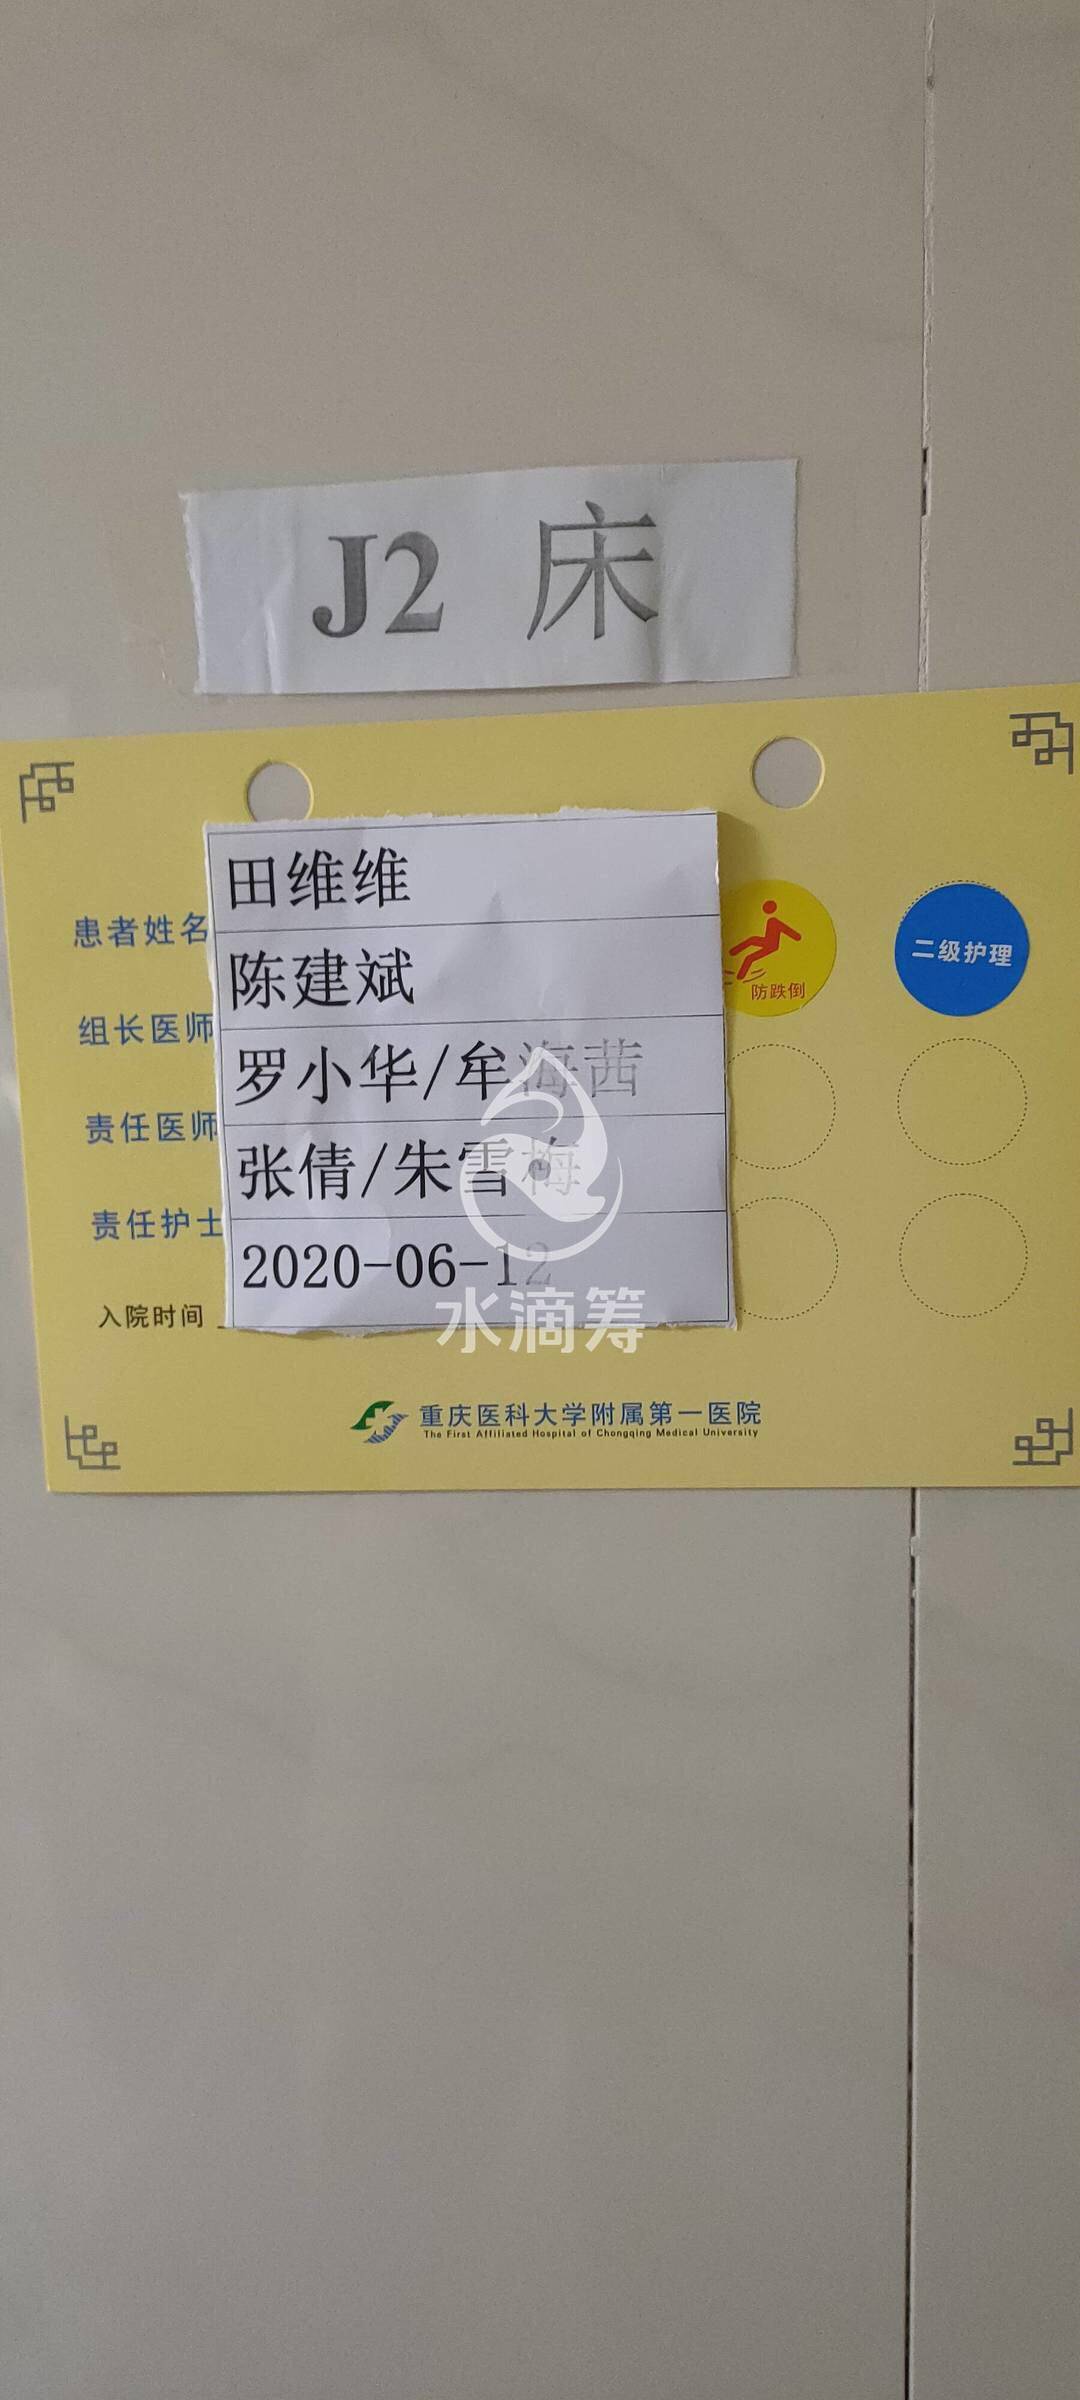 J2 床
患者姓名 田维维
组长医师 陈建斌
责任医师 罗小华/牟海茜
责任护士 张倩/朱雪梅
入院时间 2020-06-12
防跌倒
二级护理
水滴筹
重庆医科大学附属第一医院
The First Affiliated Hospital of Chongqing Medical University